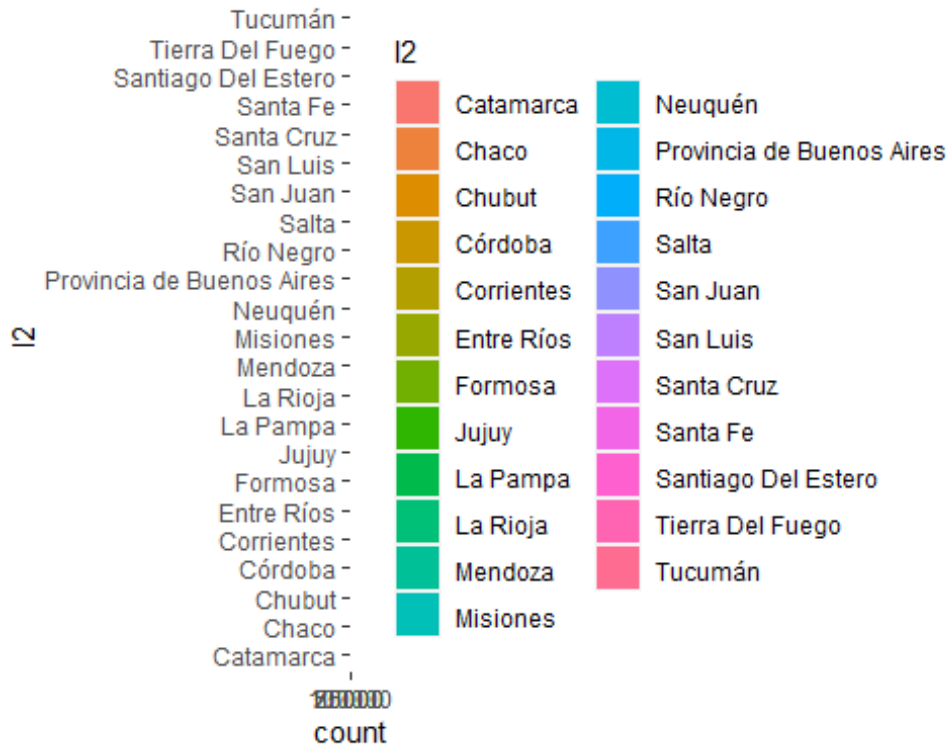 Tucumán
Tierra Del Fuego
Santiago Del Estero
Santa Fe
Santa Cruz
San Luis
San Juan
Salta
Río Negro
Provincia de Buenos Aires
Neuquén
Misiones
Mendoza
La Rioja
La Pampa
Jujuy
Formosa
Entre Ríos
Corrientes
Córdoba
Chubut
Chaco
Catamarca
l2
count
l2
Catamarca
Chaco
Chubut
Córdoba
Corrientes
Entre Ríos
Formosa
Jujuy
La Pampa
La Rioja
Mendoza
Misiones
Neuquén
Provincia de Buenos Aires
Río Negro
Salta
San Juan
San Luis
Santa Cruz
Santa Fe
Santiago Del Estero
Tierra Del Fuego
Tucumán